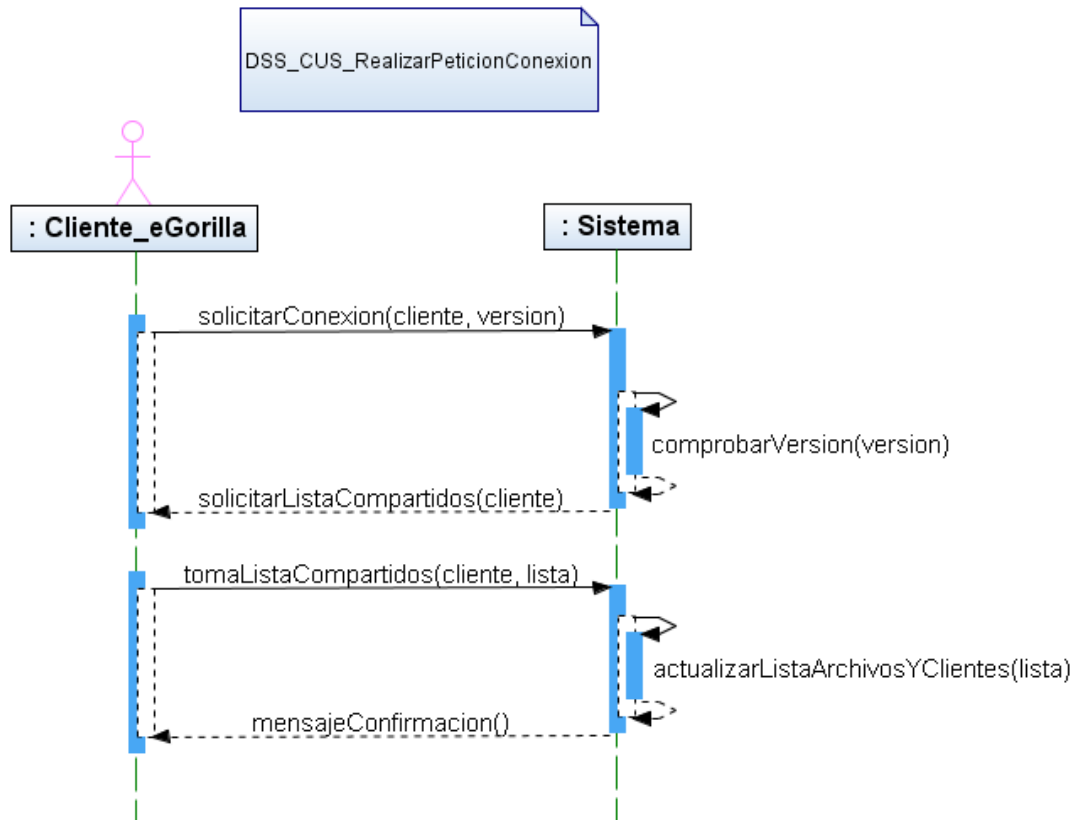 DSS_CUS_RealizarPeticionConexion
: Cliente_eGorilla
: Sistema
solicitarConexion(cliente, version)
comprobarVersion(version)
solicitarListaCompartidos(cliente)
tomaListaCompartidos(cliente, lista)
actualizarListaArchivosYClientes(lista)
mensajeConfirmacion()